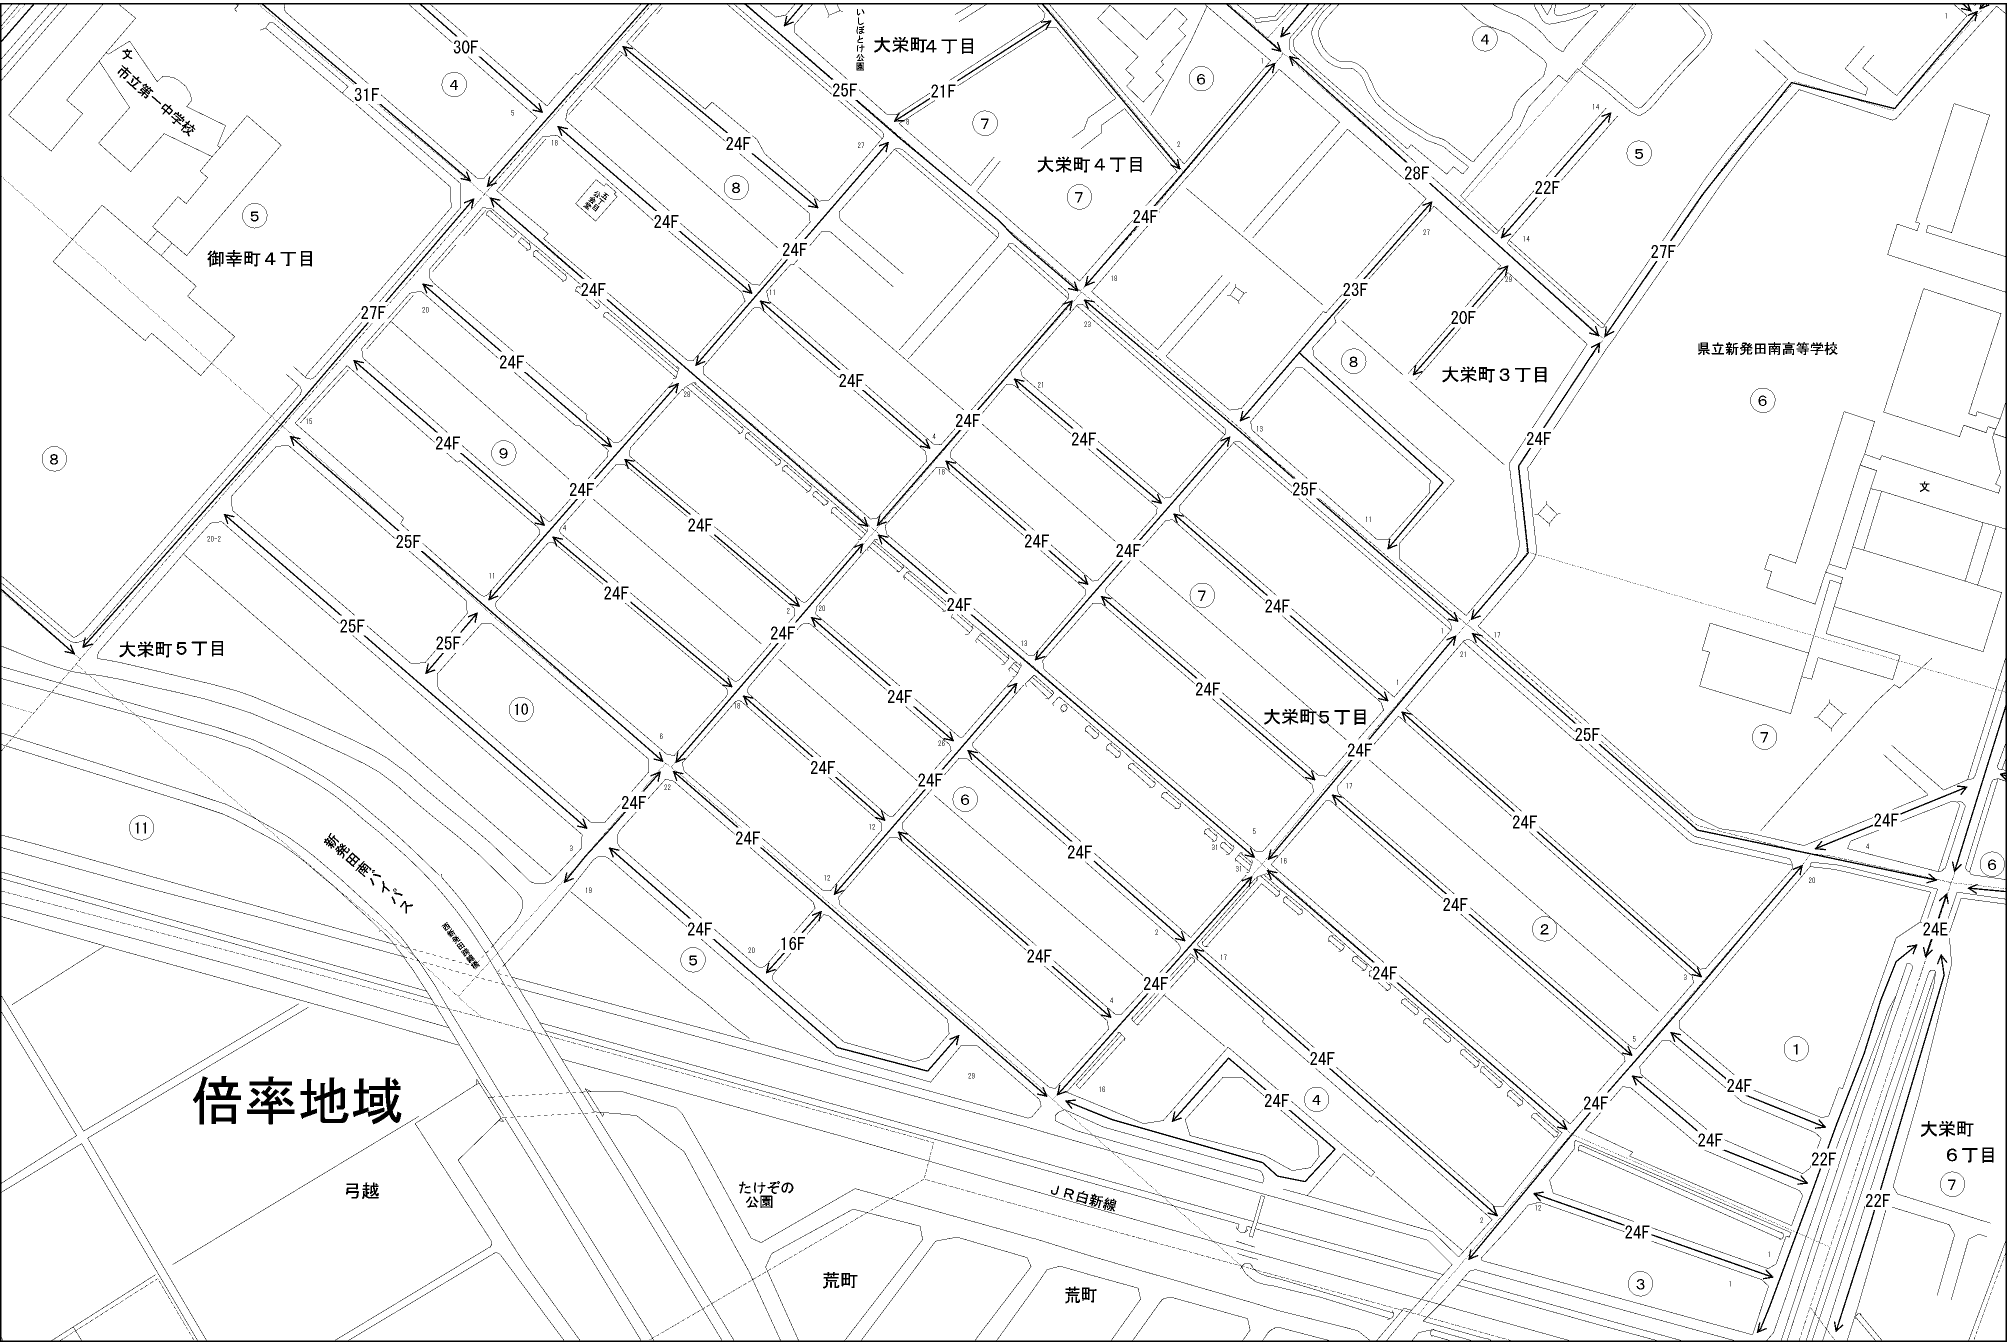 30F
31F
4
文
市立第一中学校
5
御幸町４丁目
27F
8
いしぼとけ公園
大栄町４丁目
25F
21F
6
7
大栄町４丁目
7
4
5
28F
22F
27F
24F
8
五丁目
公会堂
24F
24F
24F
24F
23F
20F
8
大栄町３丁目
県立新発田南高等学校
6
文
24F
24F
24F
9
24F
24F
24F
24F
24F
25F
24F
24F
24F
24F
7
24F
24F
25F
25F
25F
大栄町５丁目
10
24F
24F
24F
24F
24F
大栄町５丁目
24F
25F
7
11
新発田南バイパス
24F
24F
24F
24F
6
24F
24F
24F
24F
6
24F
16F
5
24F
24F
24F
24F
2
24E
倍率地域
弓越
たけぞの
公園
ＪＲ白新線
荒町
荒町
24F
24F
4
24F
24F
24F
1
22F
22F
大栄町
６丁目
7
24F
3